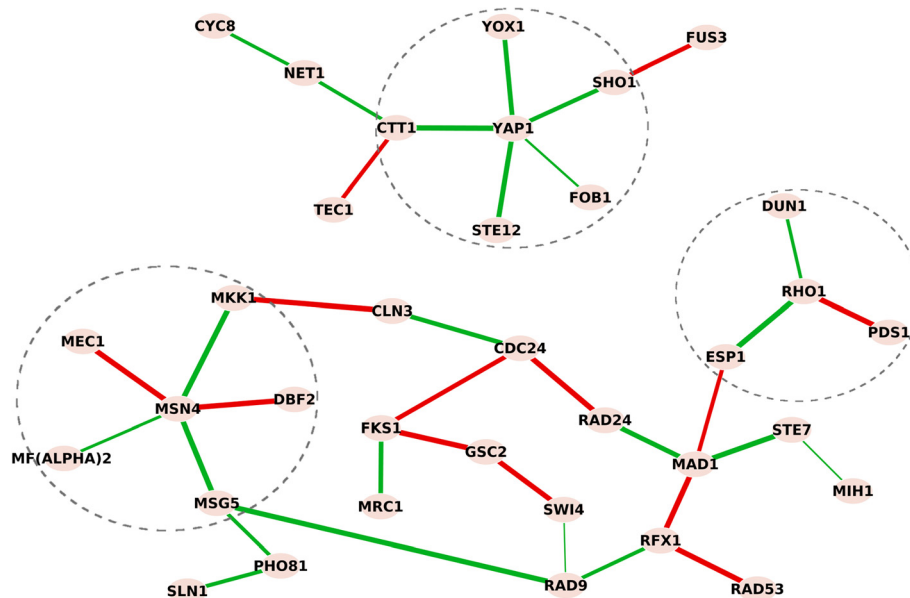 CYC8
YOX1
FUS3
NET1
SHO1
CTT1
YAP1
TEC1
FOB1
STE12
DUN1
RHO1
MKK1
CLN3
PDS1
MEC1
CDC24
ESP1
MSN4
DBF2
RAD24
FKS1
STE7
MF(ALPHA)2
GSC2
MAD1
MIH1
MSG5
MRC1
SWI4
RFX1
PHO81
SLN1
RAD9
RAD53